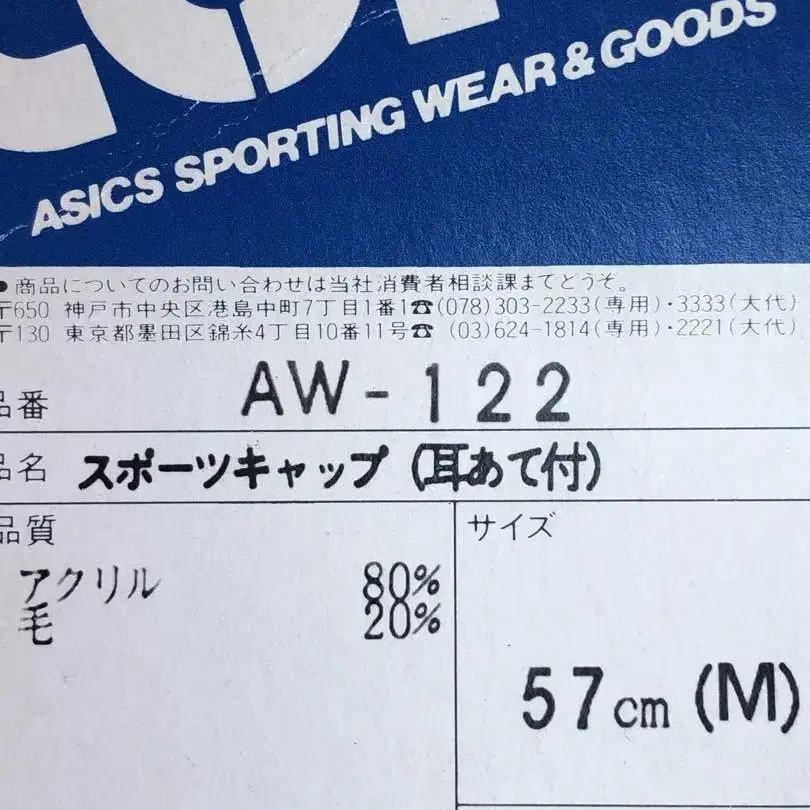 ASICS SPORTING WEAR & GOODS
● 商品についてのお問い合わせは当社消費者相談課までどうぞ。
〒650 神戸市中央区港島中町7丁目1番1☎(078)303-2233(専用)・3333(大代)
〒130 東京都墨田区錦糸4丁目10番11号☎ (03)624-1814(専用)・2221(大代)
品番 AW-122
品名 スポーツキャップ (耳あて付)
品質 サイズ
アクリル 80%
毛 20%
57cm (M)